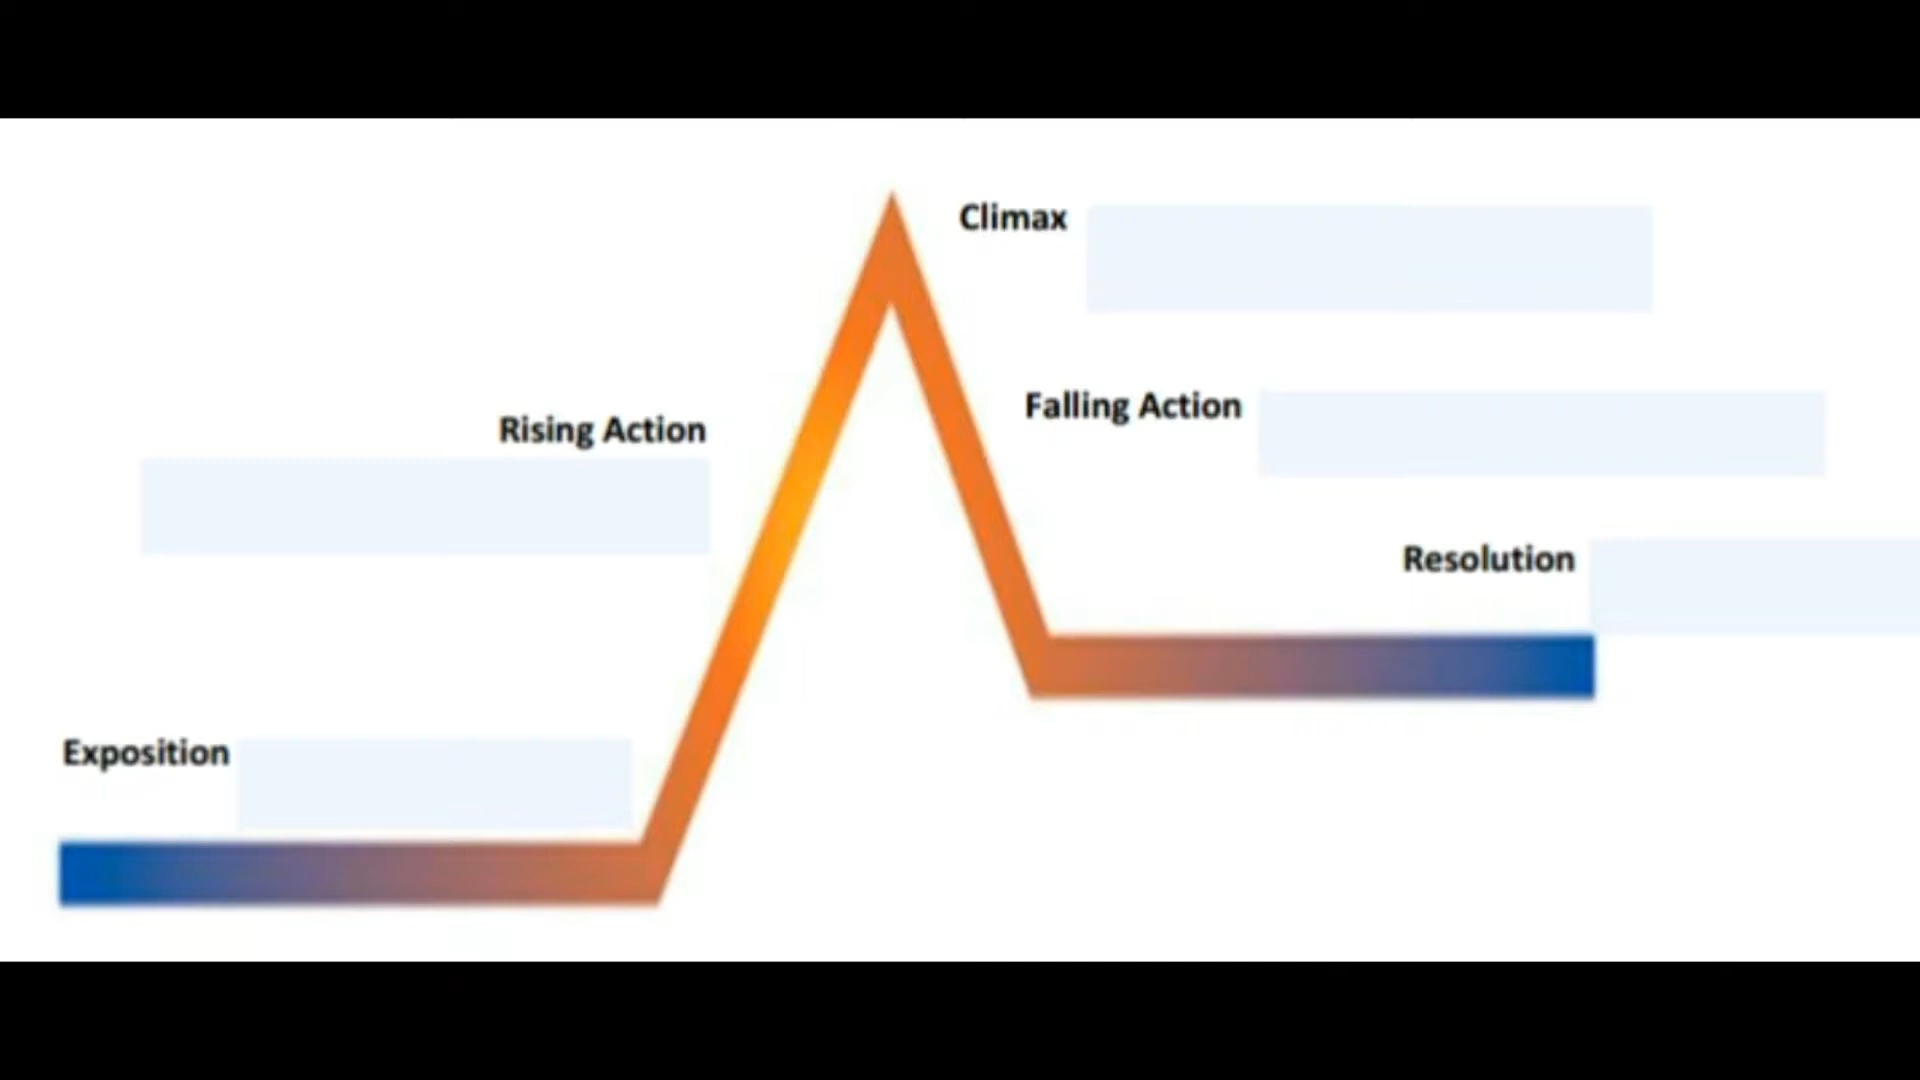 Climax
Falling Action
Rising Action
Resolution
Exposition